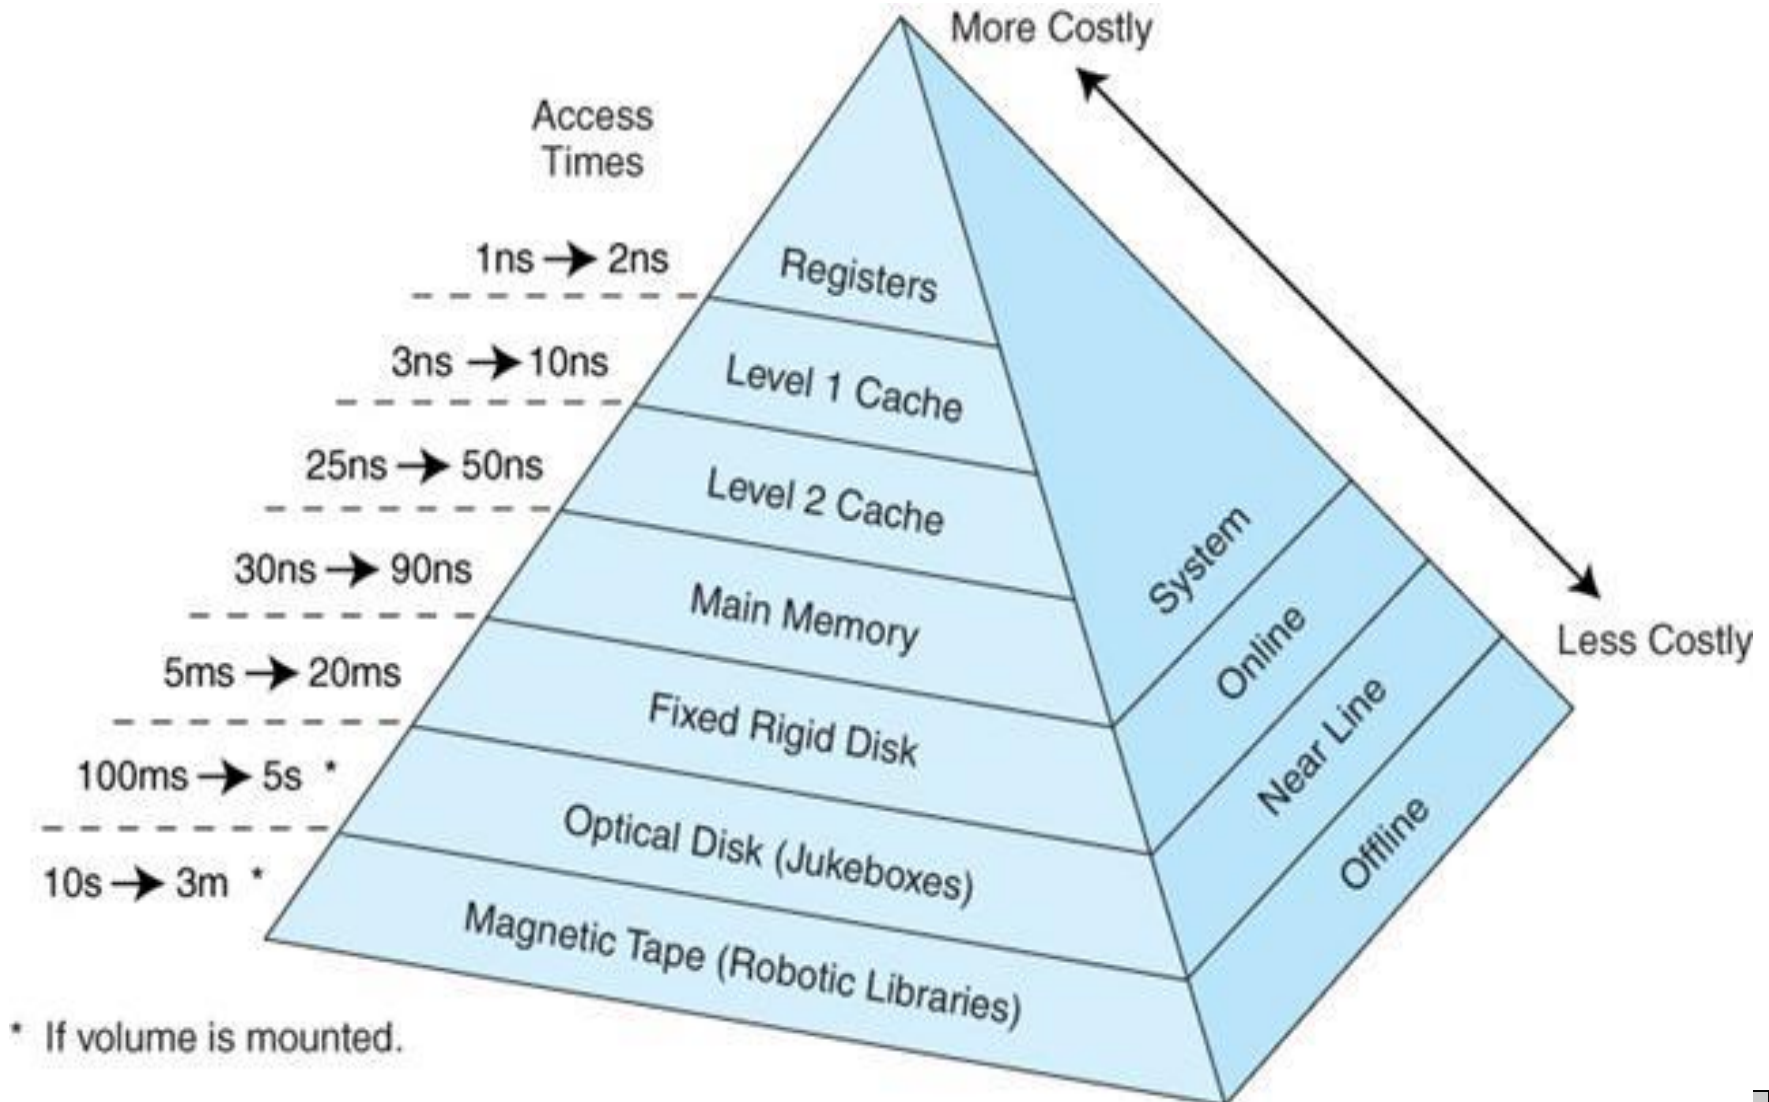 More Costly
Access
Times
1ns → 2ns
Registers
3ns → 10ns
Level 1 Cache
25ns → 50ns
Level 2 Cache
30ns → 90ns
Main Memory
System
5ms → 20ms
Fixed Rigid Disk
Online
Less Costly
100ms → 5s *
Optical Disk (Jukeboxes)
Near Line
10s → 3m *
Magnetic Tape (Robotic Libraries)
Offline
* If volume is mounted.